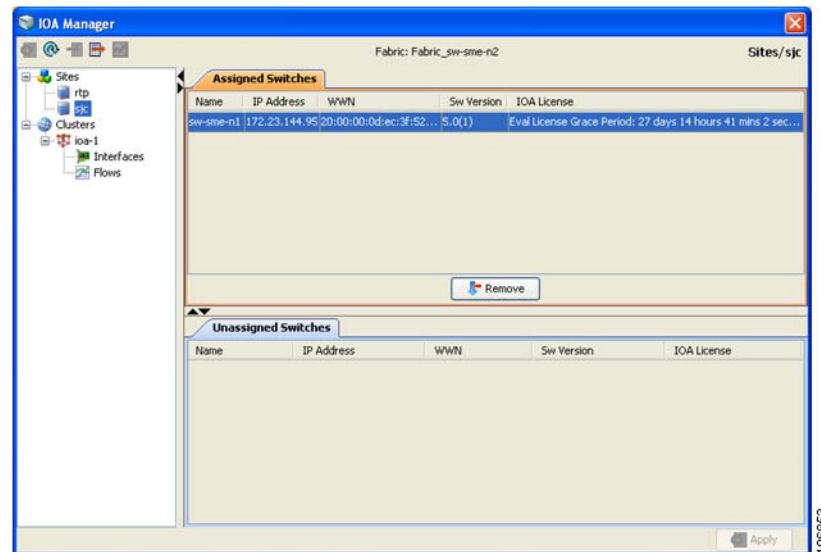 IOA Manager
Fabric: Fabric_sw-sme-n2
Sites/sjc
Sites
rtp
sjc
Clusters
ioa-1
Interfaces
Flows
Assigned Switches
Name IP Address WWN Sw Version IOA License
sw-sme-n1 172.23.144.95 20:00:00:0d:ec:3f:52... 5.0(1) Eval License Grace Period: 27 days 14 hours 41 mins 2 sec...
Remove
Unassigned Switches
Name IP Address WWN Sw Version IOA License
Apply